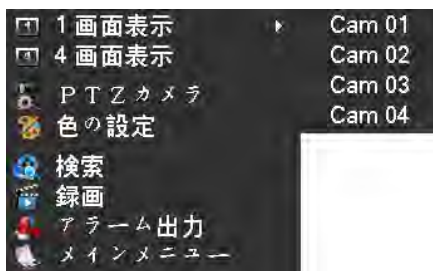 1画面表示
4画面表示
PTZカメラ
色の設定
検索
録画
アラーム出力
メインメニュー
Cam 01
Cam 02
Cam 03
Cam 04